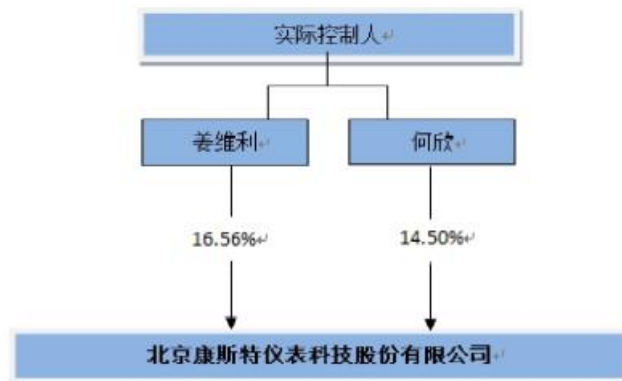 实际控制人
姜维利
何欣
16.56%
14.50%
北京康斯特仪表科技股份有限公司